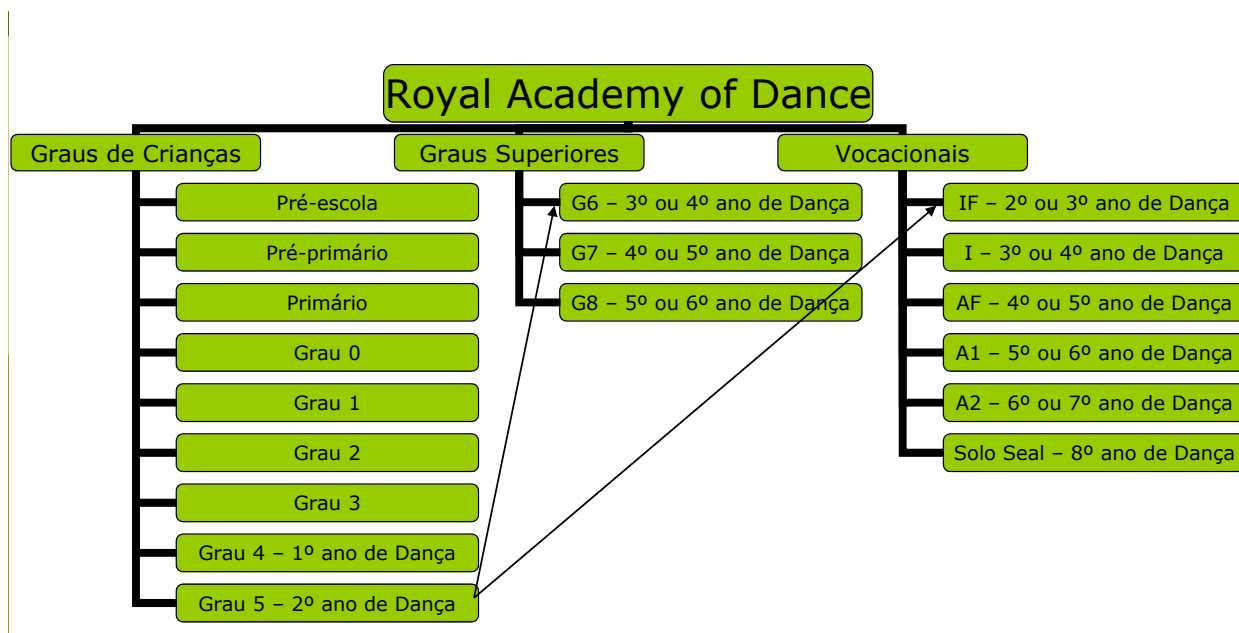 Royal Academy of Dance
Graus de Crianças
Pré-escola
Pré-primário
Primário
Grau 0
Grau 1
Grau 2
Grau 3
Grau 4 – 1º ano de Dança
Grau 5 – 2º ano de Dança
Graus Superiores
G6 – 3º ou 4º ano de Dança
G7 – 4º ou 5º ano de Dança
G8 – 5º ou 6º ano de Dança
Vocacionais
IF – 2º ou 3º ano de Dança
I – 3º ou 4º ano de Dança
AF – 4º ou 5º ano de Dança
A1 – 5º ou 6º ano de Dança
A2 – 6º ou 7º ano de Dança
Solo Seal – 8º ano de Dança